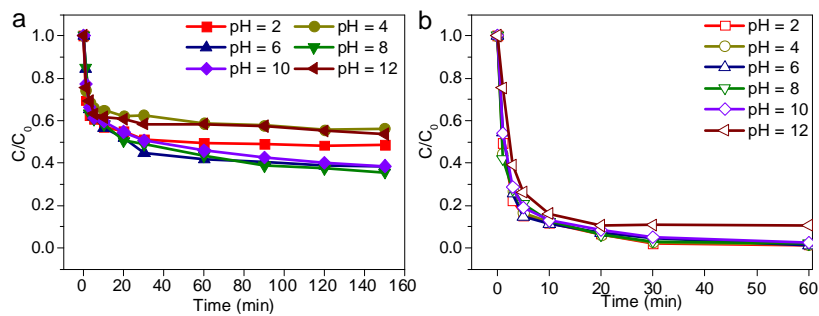 a
pH = 2 pH = 4
pH = 6 pH = 8
pH = 10 pH = 12
1.0
0.8
0.6
0.4
0.2
0.0
C/C0
0 20 40 60 80 100 120 140 160
Time (min)
b
pH = 2
pH = 4
pH = 6
pH = 8
pH = 10
pH = 12
1.0
0.8
0.6
0.4
0.2
0.0
C/C0
0 10 20 30 40 50 60
Time (min)